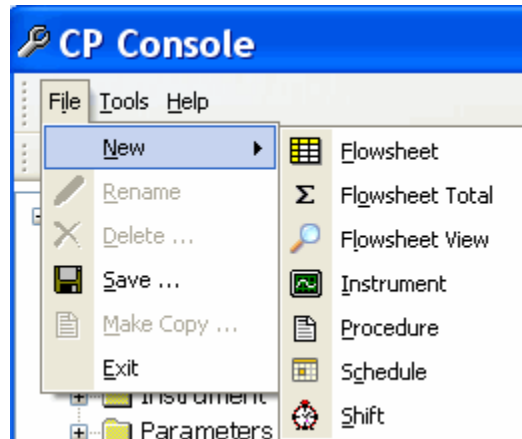 CP Console
File Tools Help
New
Rename
Delete ...
Save ...
Make Copy ...
Exit
Flowsheet
Σ Flowsheet Total
Flowsheet View
Instrument
Procedure
Schedule
Shift
Instrument
Parameters